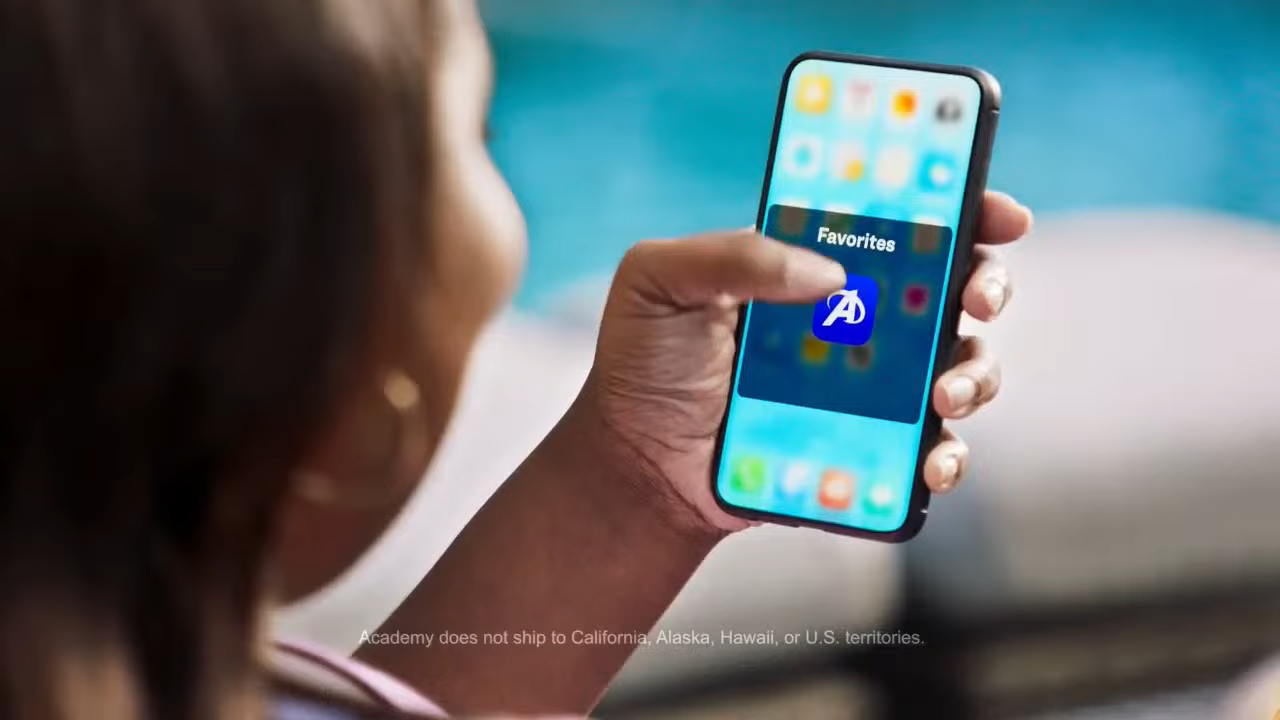 Favorites
A
Academy does not ship to California, Alaska, Hawaii, or U.S. territories.